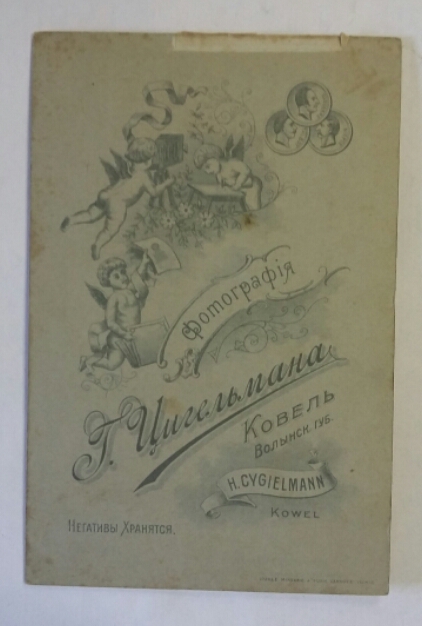 Фотографія
Г. Цигельмана
Ковель
Волынск. губ.
H. CYGIELMANN
KOWEL
Негативы Хранятся.